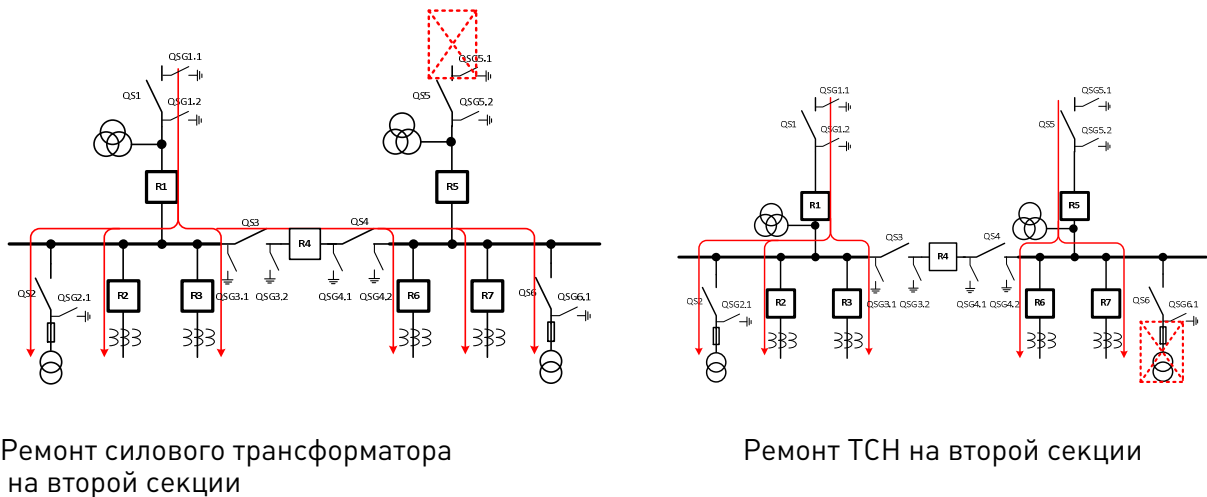 QSG1.1
QS1
QSG1.2
R1
QS3
R4
QS4
QS2
QSG2.1
R2
R3
QSG3.1
QSG3.2
QSG4.1
QSG4.2
QSG5.1
QS5
QSG5.2
R5
R6
R7
QS6
QSG6.1
Ремонт силового трансформатора
на второй секции
QSG1.1
QS1
QSG1.2
R1
QS3
R4
QS4
QS2
QSG2.1
R2
R3
QSG3.1
QSG3.2
QSG4.1
QSG4.2
QSG5.1
QS5
QSG5.2
R5
R6
R7
QS6
QSG6.1
Ремонт ТСН на второй секции